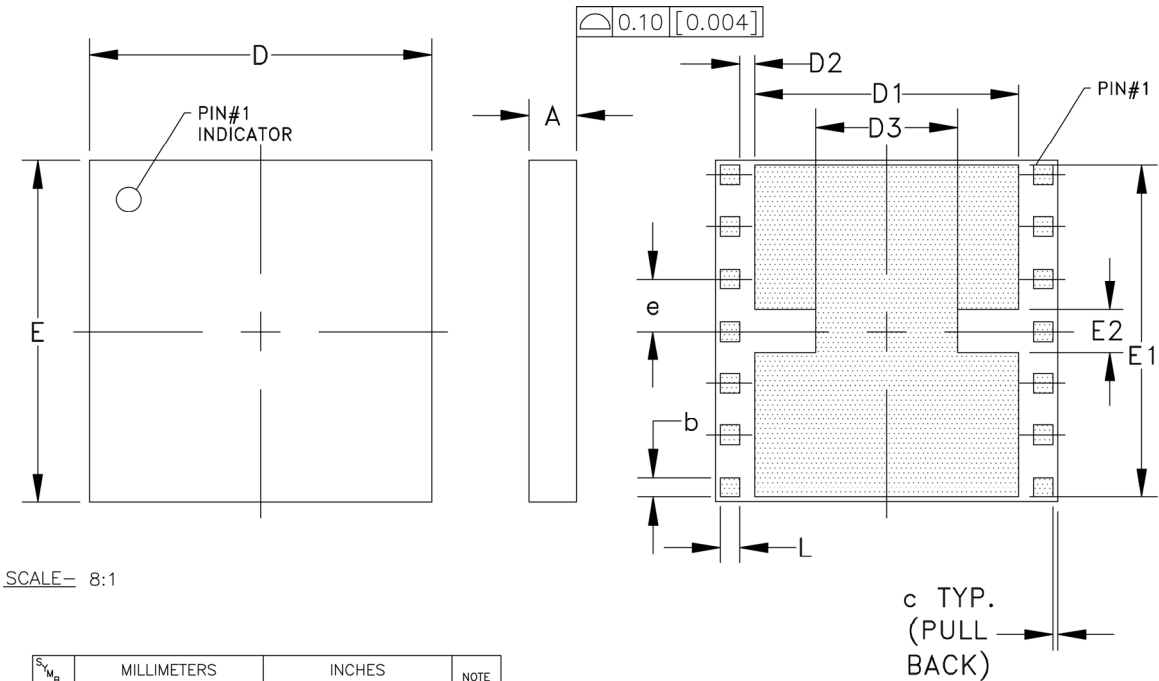 0.10 [0.004]
D
D2
PIN#1
INDICATOR
A
D1
PIN#1
D3
e
E
E2
E1
b
L
SCALE- 8:1
c TYP.
(PULL
BACK)
SYMB MILLIMETERS INCHES NOTE